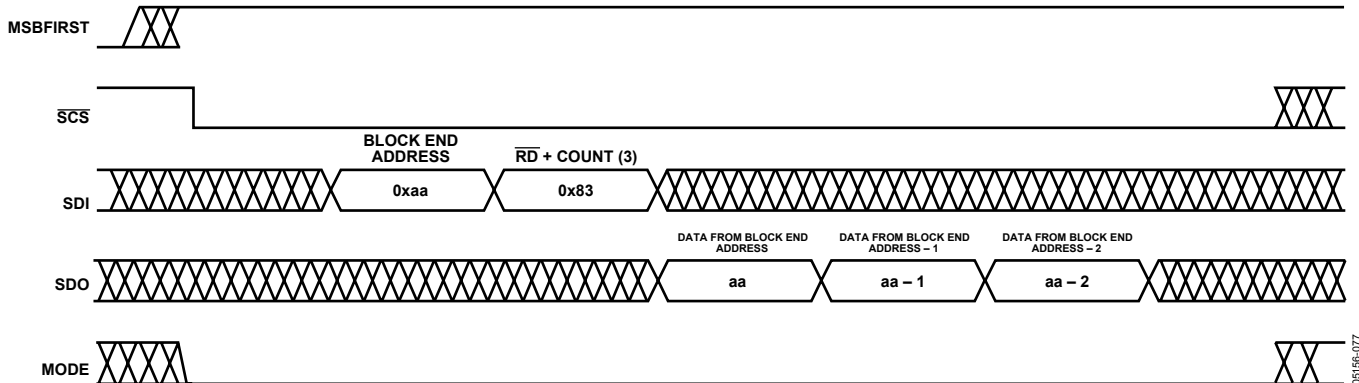 MSBFIRST
SCS
BLOCK END
ADDRESS
RD + COUNT (3)
SDI
0xaa
0x83
DATA FROM BLOCK END
ADDRESS
DATA FROM BLOCK END
ADDRESS – 1
DATA FROM BLOCK END
ADDRESS – 2
SDO
aa
aa – 1
aa – 2
MODE
05156-077